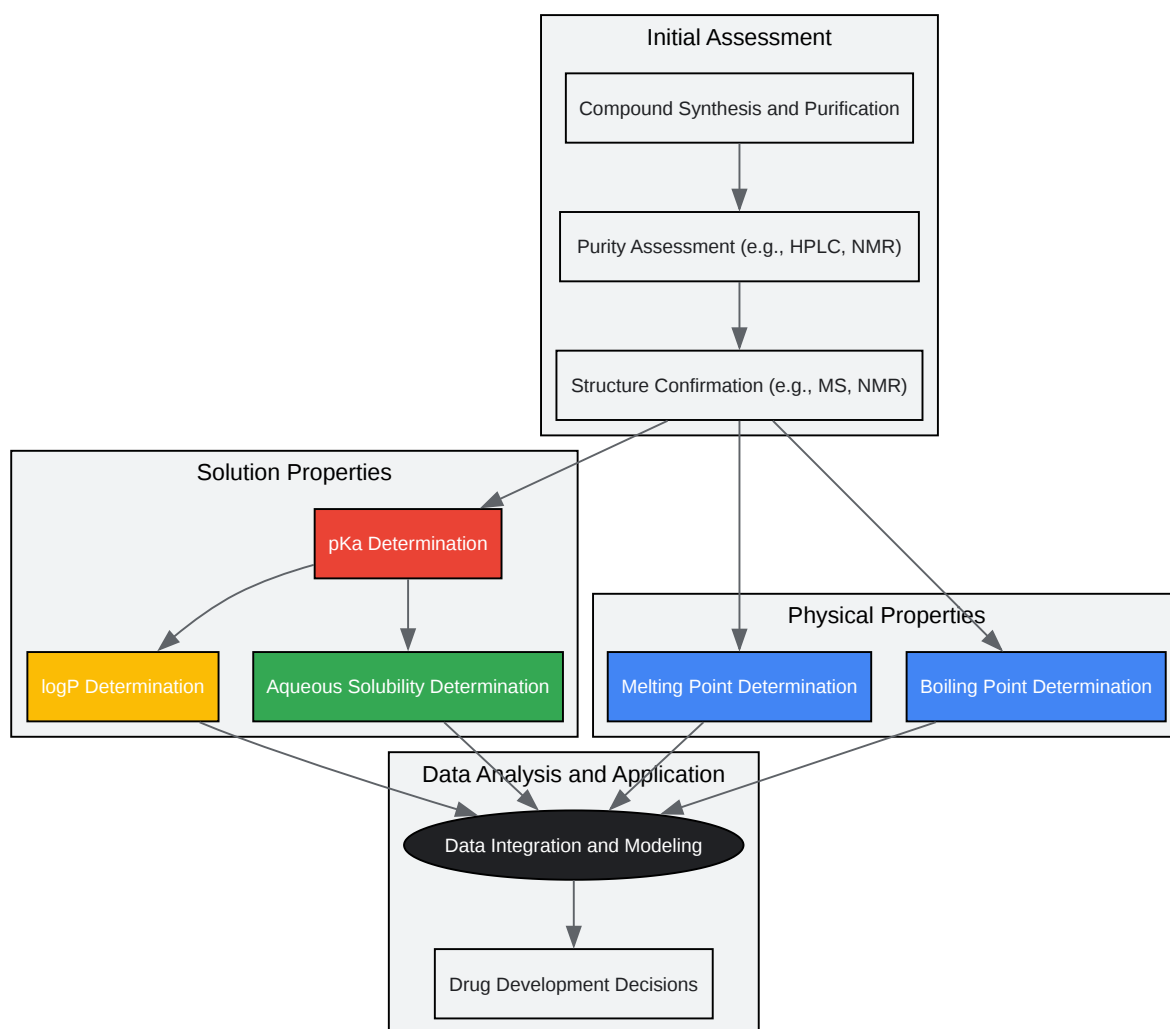 Initial Assessment
Compound Synthesis and Purification
Purity Assessment (e.g., HPLC, NMR)
Structure Confirmation (e.g., MS, NMR)
Solution Properties
pKa Determination
logP Determination
Aqueous Solubility Determination
Physical Properties
Melting Point Determination
Boiling Point Determination
Data Analysis and Application
Data Integration and Modeling
Drug Development Decisions